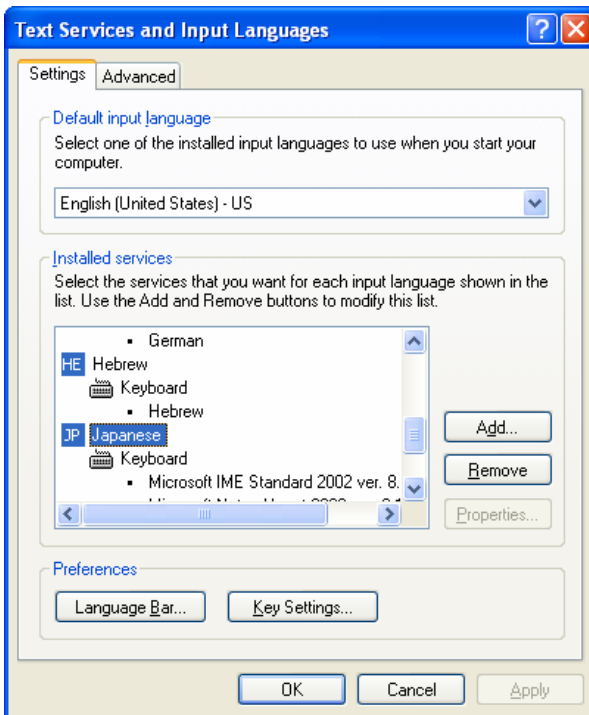 Text Services and Input Languages
Settings
Advanced
Default input language
Select one of the installed input languages to use when you start your
computer.
English (United States) - US
Installed services
Select the services that you want for each input language shown in the
list. Use the Add and Remove buttons to modify this list.
German
HE Hebrew
Keyboard
Hebrew
JP Japanese
Keyboard
Microsoft IME Standard 2002 ver. 8.
Add...
Remove
Properties...
Preferences
Language Bar...
Key Settings...
OK
Cancel
Apply